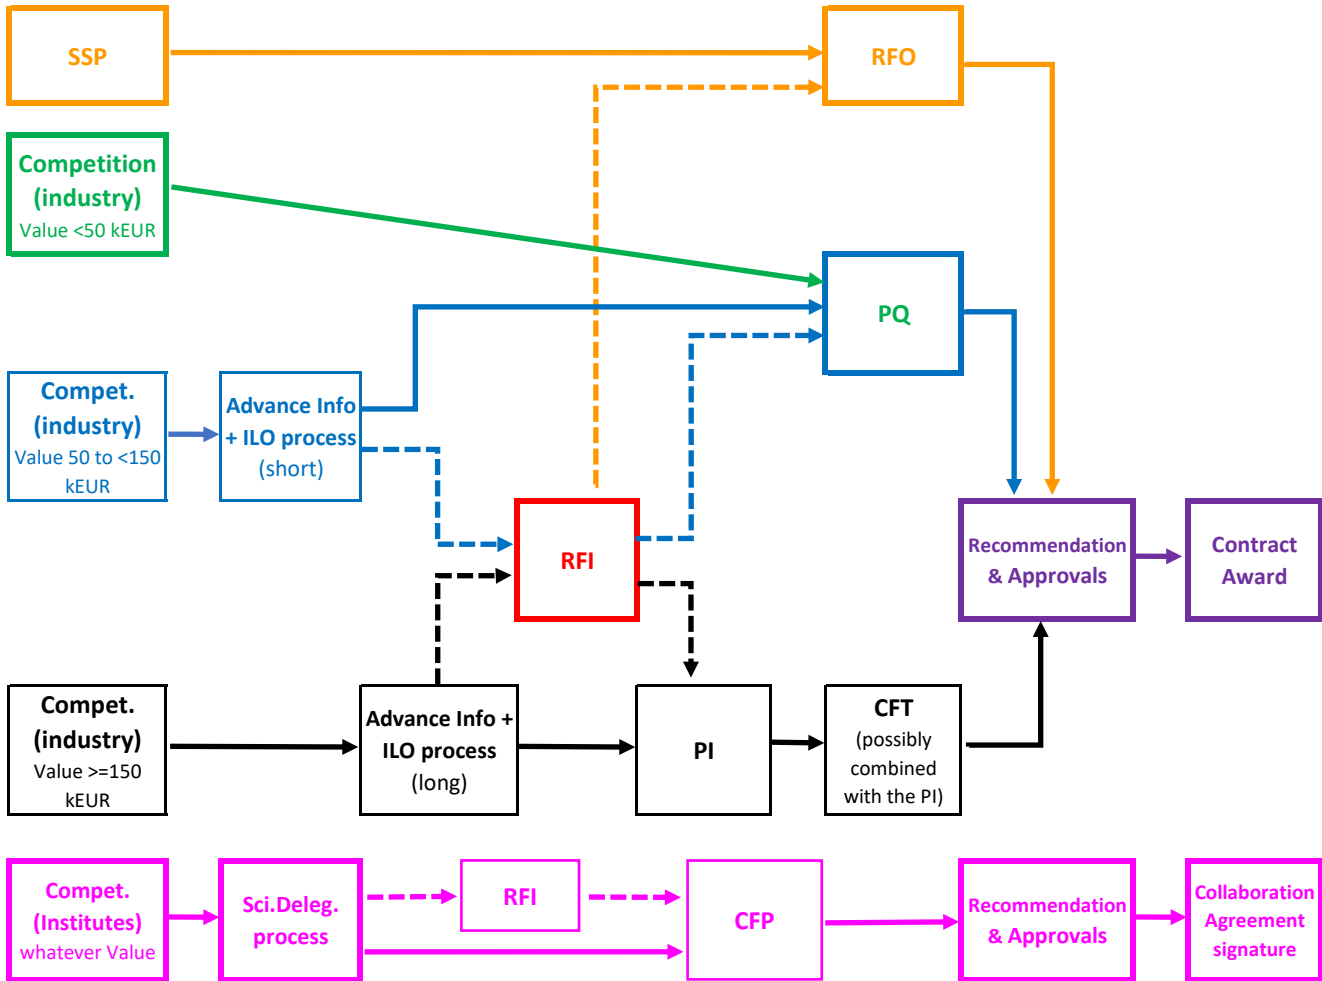 SSP
RFO
Competition
(industry)
Value <50 kEUR
PQ
Compet.
(industry)
Value 50 to <150
kEUR
Advance Info
+ ILO process
(short)
RFI
Recommendation
& Approvals
Contract
Award
Compet.
(industry)
Value >=150
kEUR
Advance Info +
ILO process
(long)
PI
CFT
(possibly
combined
with the PI)
Compet.
(Institutes)
whatever Value
Sci.Deleg.
process
RFI
CFP
Recommendation
& Approvals
Collaboration
Agreement
signature